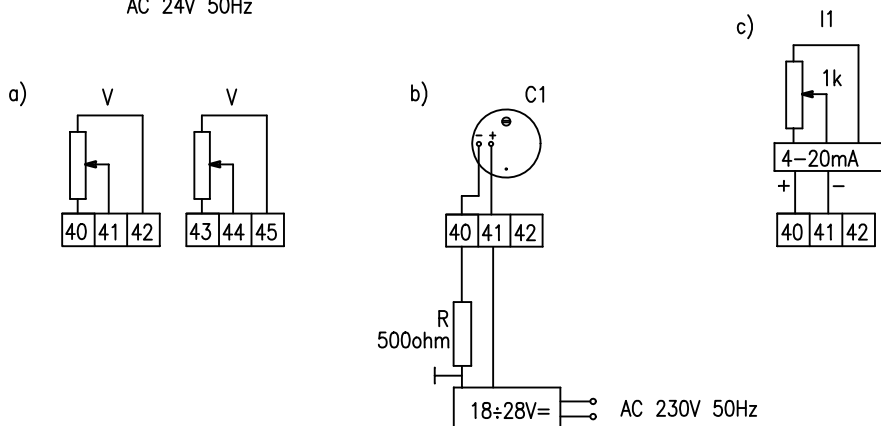 AC 24V 50Hz
a)
V
V
40 41 42
43 44 45
b)
C1
- +
40 41 42
R
500ohm
18÷28V=
AC 230V 50Hz
c)
I1
1k
4-20mA
+ -
40 41 42